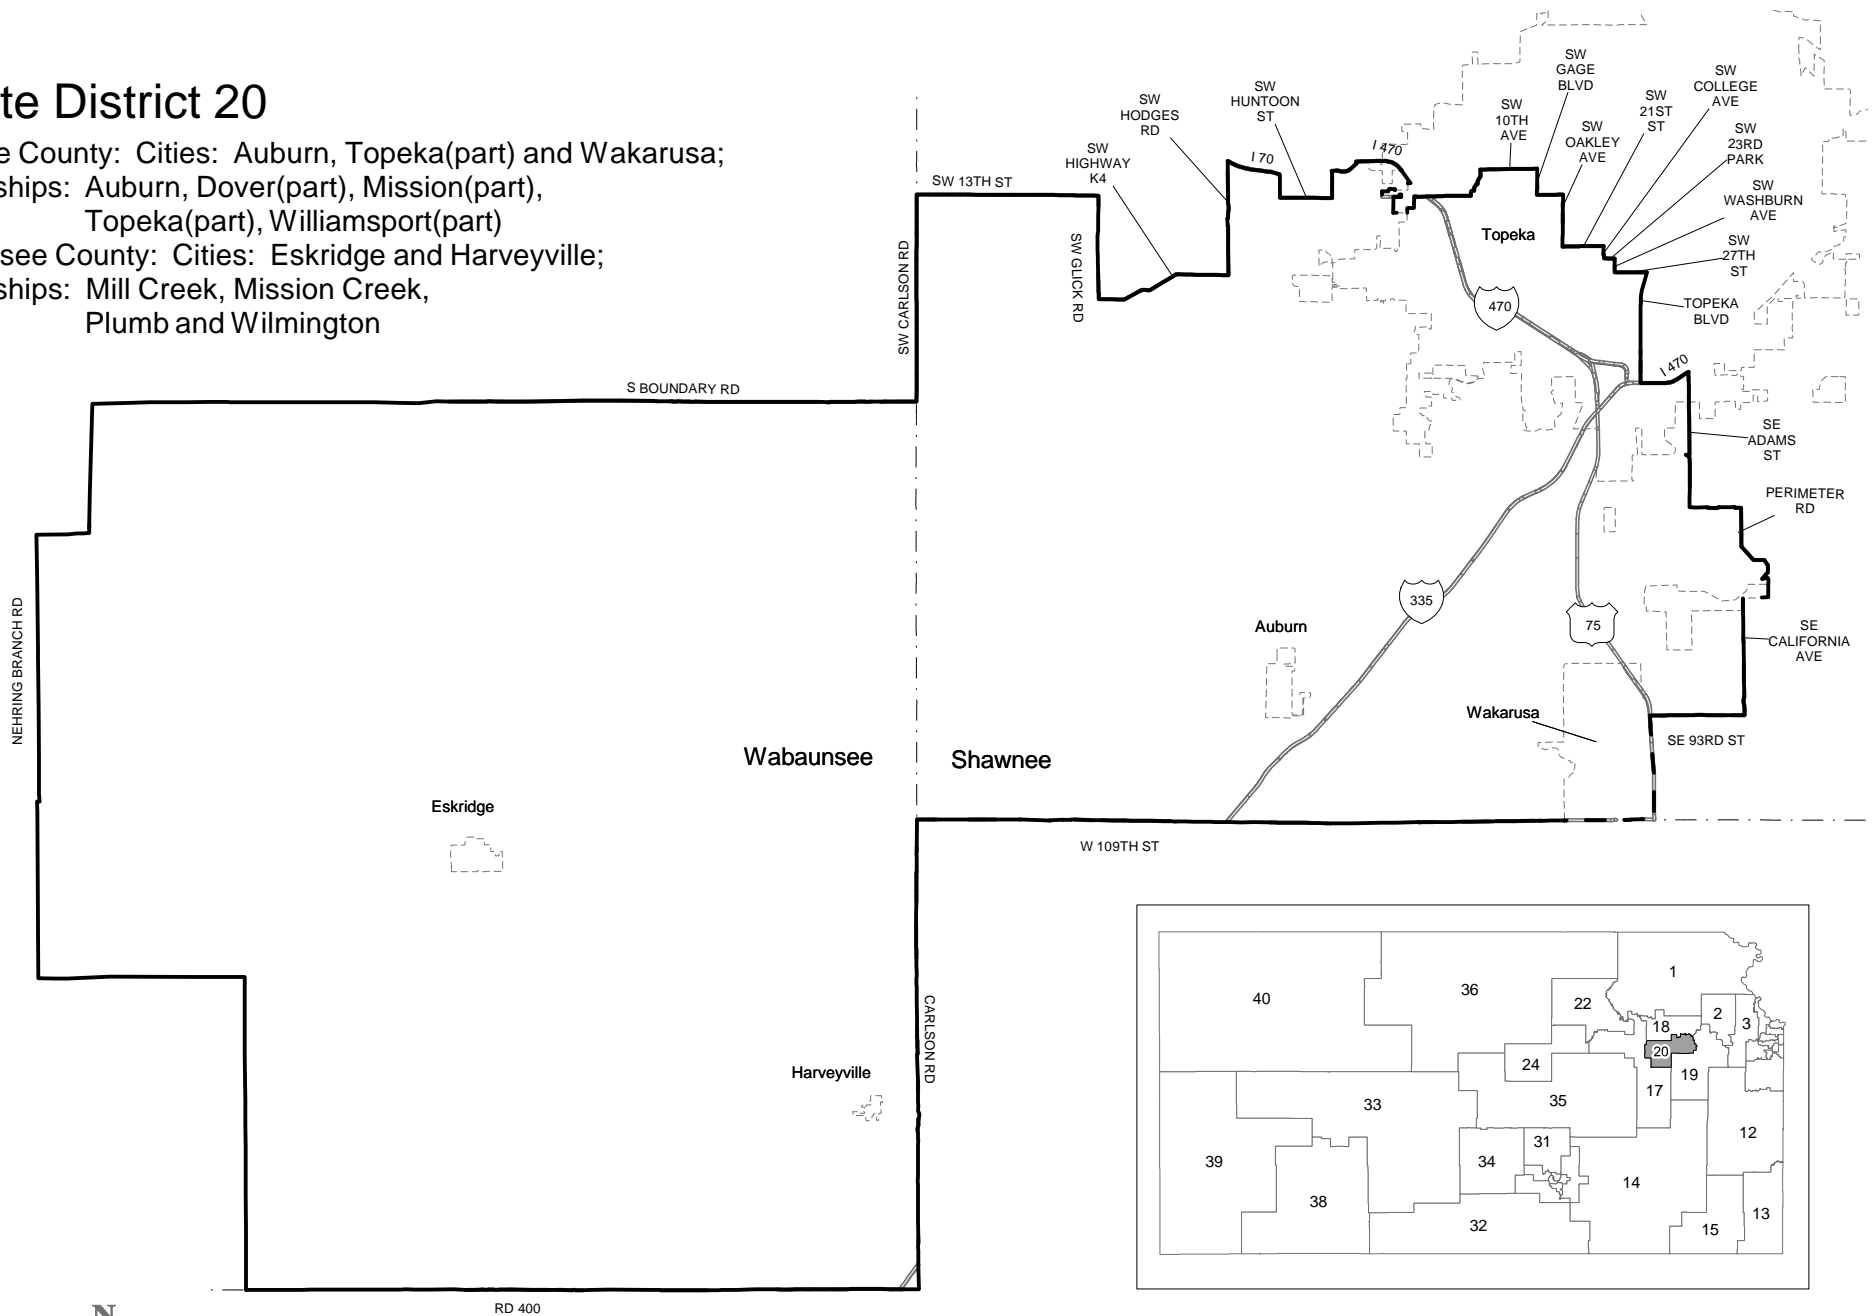 te District 20
e County: Cities: Auburn, Topeka(part) and Wakarusa;
ships: Auburn, Dover(part), Mission(part),
Topeka(part), Williamsport(part)
see County: Cities: Eskridge and Harveyville;
ships: Mill Creek, Mission Creek,
Plumb and Wilmington
SW 13TH ST
SW CARLSON RD
S BOUNDARY RD
NEHRING BRANCH RD
SW GLICK RD
SW
HIGHWAY
K4
SW
HODGES
RD
SW
HUNTOON
ST
I 70
I 470
SW
10TH
AVE
SW
GAGE
BLVD
SW
OAKLEY
AVE
SW
21ST
ST
SW
COLLEGE
AVE
SW
23RD
PARK
SW
WASHBURN
AVE
SW
27TH
ST
TOPEKA
BLVD
Topeka
470
I 470
SE
ADAMS
ST
PERIMETER
RD
335
75
SE
CALIFORNIA
AVE
Auburn
Wakarusa
SE 93RD ST
Wabaunsee
Shawnee
Eskridge
W 109TH ST
CARLSON RD
Harveyville
RD 400
N
1
40
36
22
2
3
18
20
24
19
17
33
35
12
31
39
34
14
38
32
15
13